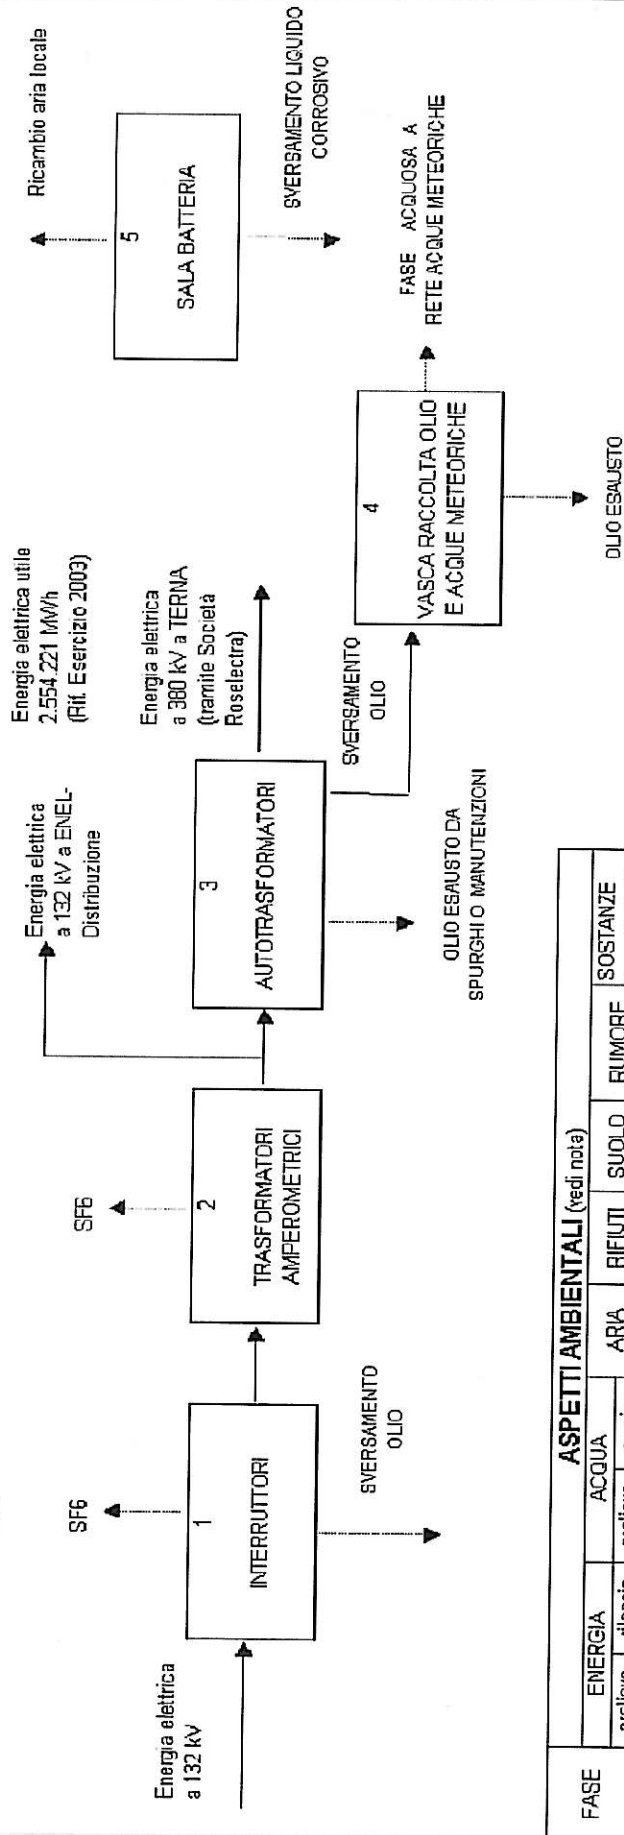 Energia elettrica
a 132 kV
SF6
1
INTERRUTTORI
SVERSAMENTO
OLIO
SF6
2
TRASFORMATORI
AMPEROMETRICI
Energia elettrica
a 132 kV a ENEL-
Distribuzione
Energia elettrica utile
2.554.221 MWh
(Rif. Esercizio 2003)
3
AUTOTRASFORMATORI
Energia elettrica
a 380 kV a TERNA
(tramite Società
Roselectra)
OLIO ESAUSTO DA
SPURGHI O MANUTENZIONI
SVERSAMENTO
OLIO
4
VASCA RACCOLTA OLIO
E ACQUE METEORICHE
FASE ACQUOSA A
RETE ACQUE METEORICHE
OLIO ESAUSTO
Ricambio aria locale
5
SALA BATTERIA
SVERSAMENTO LIQUIDO
CORROSIVO
ASPETTI AMBIENTALI (vedi nota)
FASE
ENERGIA ACQUA ARIA RIFIUTI SUOLO RUMORE SOSTANZE
prelievo rilascio prelievo